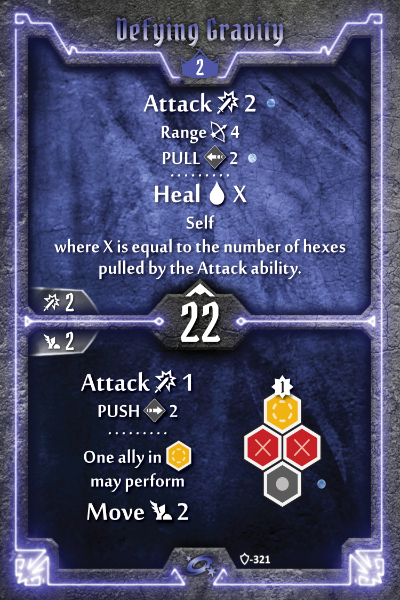 Defying Gravity
2
Attack 2
Range 4
PULL 2
Heal X
Self
where X is equal to the number of hexes
pulled by the Attack ability.
2
22
2
Attack 1
PUSH 2
1
One ally in
may perform
Move 2
-321